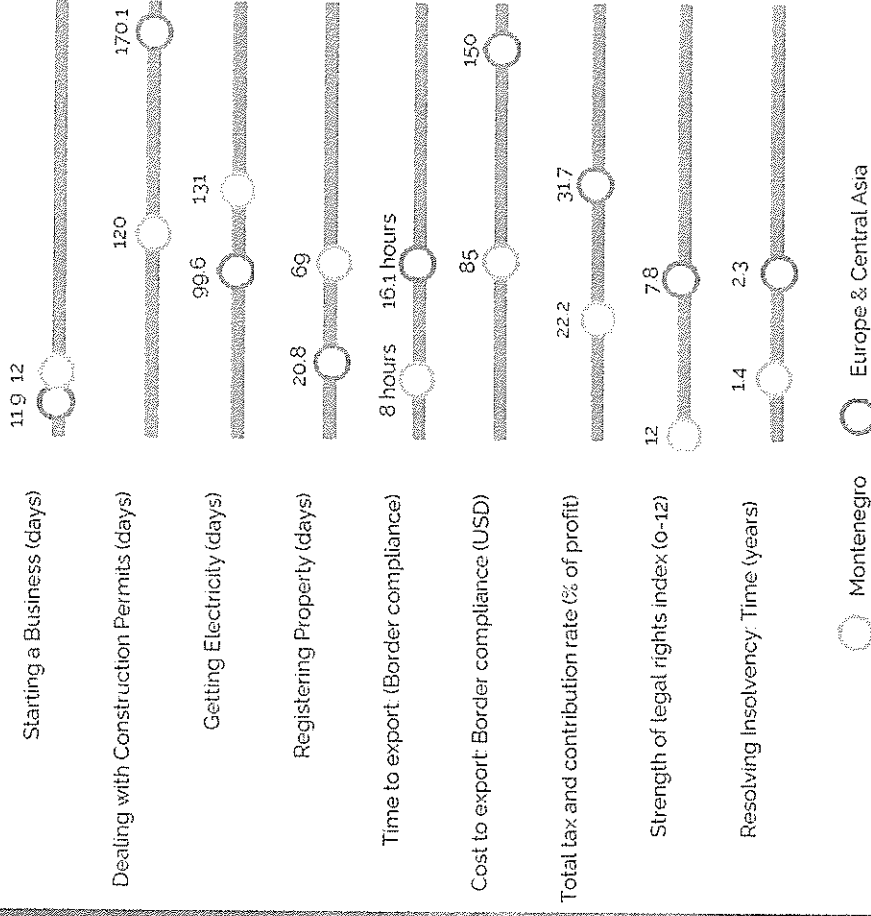 Starting a Business (days)
11.9 12
Dealing with Construction Permits (days)
120 170.1
Getting Electricity (days)
99.6 131
Registering Property (days)
20.8 69
Time to export: (Border compliance)
8 hours 16.1 hours
Cost to export: Border compliance (USD)
85 150
Total tax and contribution rate (% of profit)
22.2 31.7
Strength of legal rights index (0-12)
12 7.8
Resolving Insolvency: Time (years)
1.4 2.3
Montenegro Europe & Central Asia